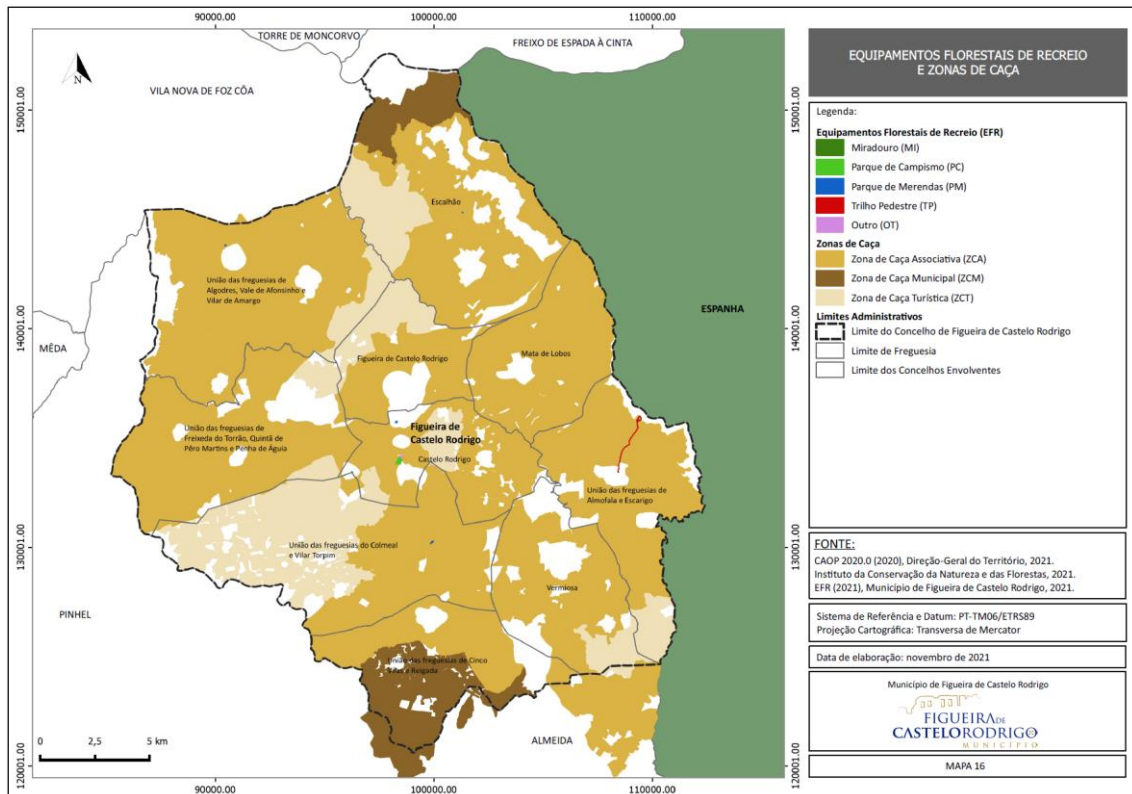 90000.00
100000.00
110000.00
TORRE DE MONCORVO
FREIXO DE ESPADA À CINTA
VILA NOVA DE FOZ CÔA
N
150001.00
150001.00
Escalhão
União das freguesias de
Algodres, Vale de Afonsinho e
Vilar de Amargo
ESPANHA
140001.00
140001.00
MÊDA
Figueira de Castelo Rodrigo
Mata de Lobos
União das freguesias de
Freixeda do Torrão, Quintã de
Pêro Martins e Penha de Águia
Figueira de
Castelo Rodrigo
Castelo Rodrigo
União das freguesias de
Almofala e Escarigo
130001.00
130001.00
União das freguesias do Colmeal
e Vilar Torpim
Vermiosa
PINHEL
União das freguesias de Cinco
Vilas e Reigada
ALMEIDA
0 2,5 5 km
120001.00
120001.00
90000.00
100000.00
110000.00
EQUIPAMENTOS FLORESTAIS DE RECREIO
E ZONAS DE CAÇA
Legenda:
Equipamentos Florestais de Recreio (EFR)
Miradouro (MI)
Parque de Campismo (PC)
Parque de Merendas (PM)
Trilho Pedestre (TP)
Outro (OT)
Zonas de Caça
Zona de Caça Associativa (ZCA)
Zona de Caça Municipal (ZCM)
Zona de Caça Turística (ZCT)
Limites Administrativos
Limite do Concelho de Figueira de Castelo Rodrigo
Limite de Freguesia
Limite dos Concelhos Envolventes
FONTE:
CAOP 2020.0 (2020), Direção-Geral do Território, 2021.
Instituto da Conservação da Natureza e das Florestas, 2021.
EFR (2021), Município de Figueira de Castelo Rodrigo, 2021.
Sistema de Referência e Datum: PT-TM06/ETRS89
Projeção Cartográfica: Transversa de Mercator
Data de elaboração: novembro de 2021
Município de Figueira de Castelo Rodrigo
FIGUEIRA DE
CASTELO RODRIGO
MUNICÍPIO
MAPA 16